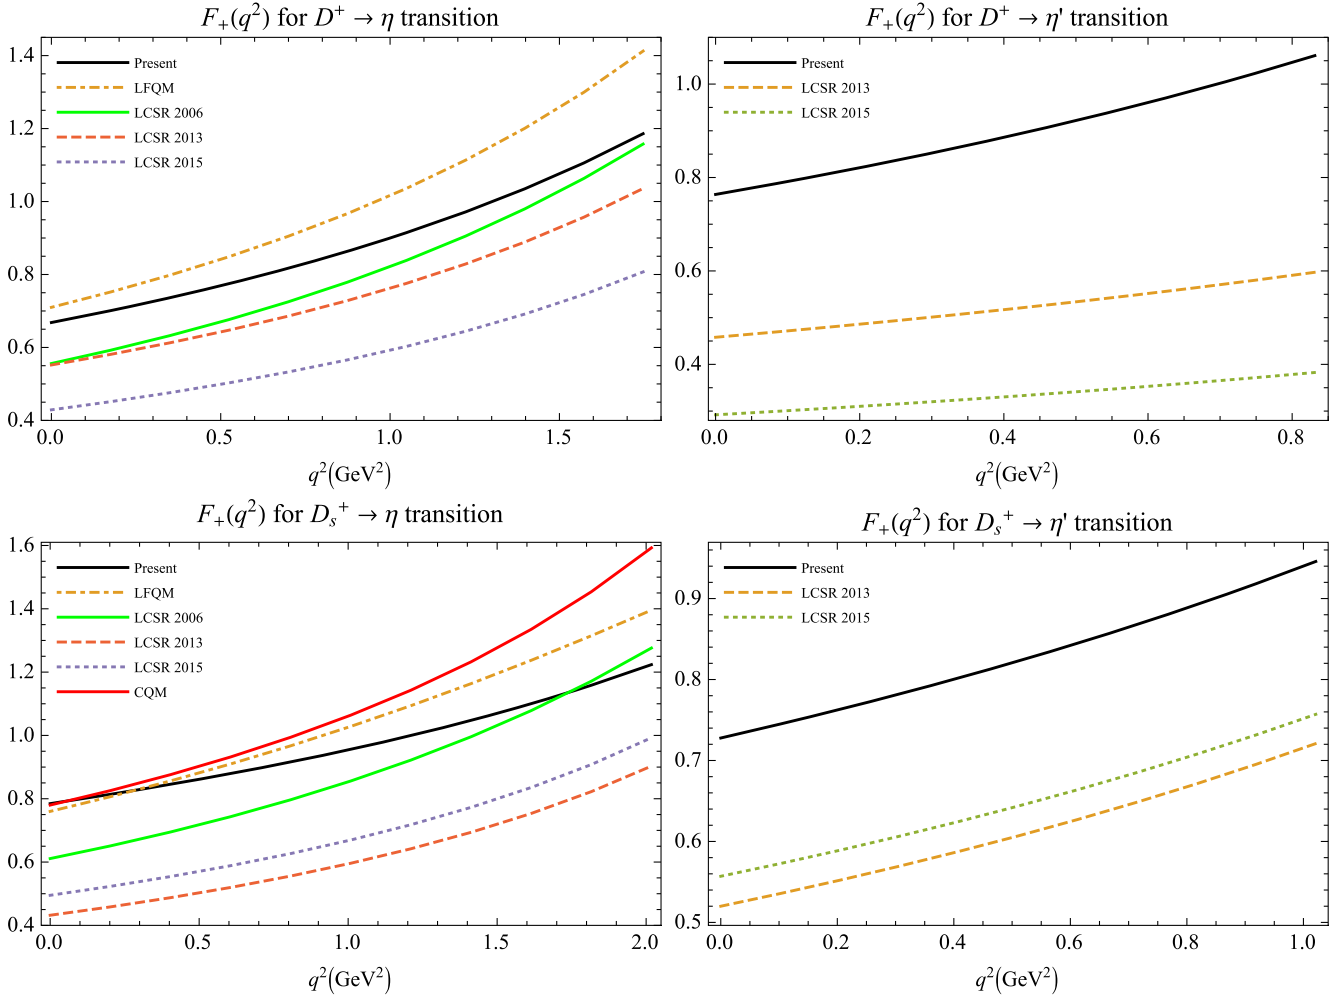 F₊(q²) for D⁺ → η transition
Present
LFQM
LCSR 2006
LCSR 2013
LCSR 2015
1.4
1.2
1.0
0.8
0.6
0.4
0.0 0.5 1.0 1.5
q²(GeV²)
F₊(q²) for D⁺ → η' transition
Present
LCSR 2013
LCSR 2015
1.0
0.8
0.6
0.4
0.0 0.2 0.4 0.6 0.8
q²(GeV²)
F₊(q²) for Dₛ⁺ → η transition
Present
LFQM
LCSR 2006
LCSR 2013
LCSR 2015
CQM
1.6
1.4
1.2
1.0
0.8
0.6
0.4
0.0 0.5 1.0 1.5 2.0
q²(GeV²)
F₊(q²) for Dₛ⁺ → η' transition
Present
LCSR 2013
LCSR 2015
0.9
0.8
0.7
0.6
0.5
0.0 0.2 0.4 0.6 0.8 1.0
q²(GeV²)